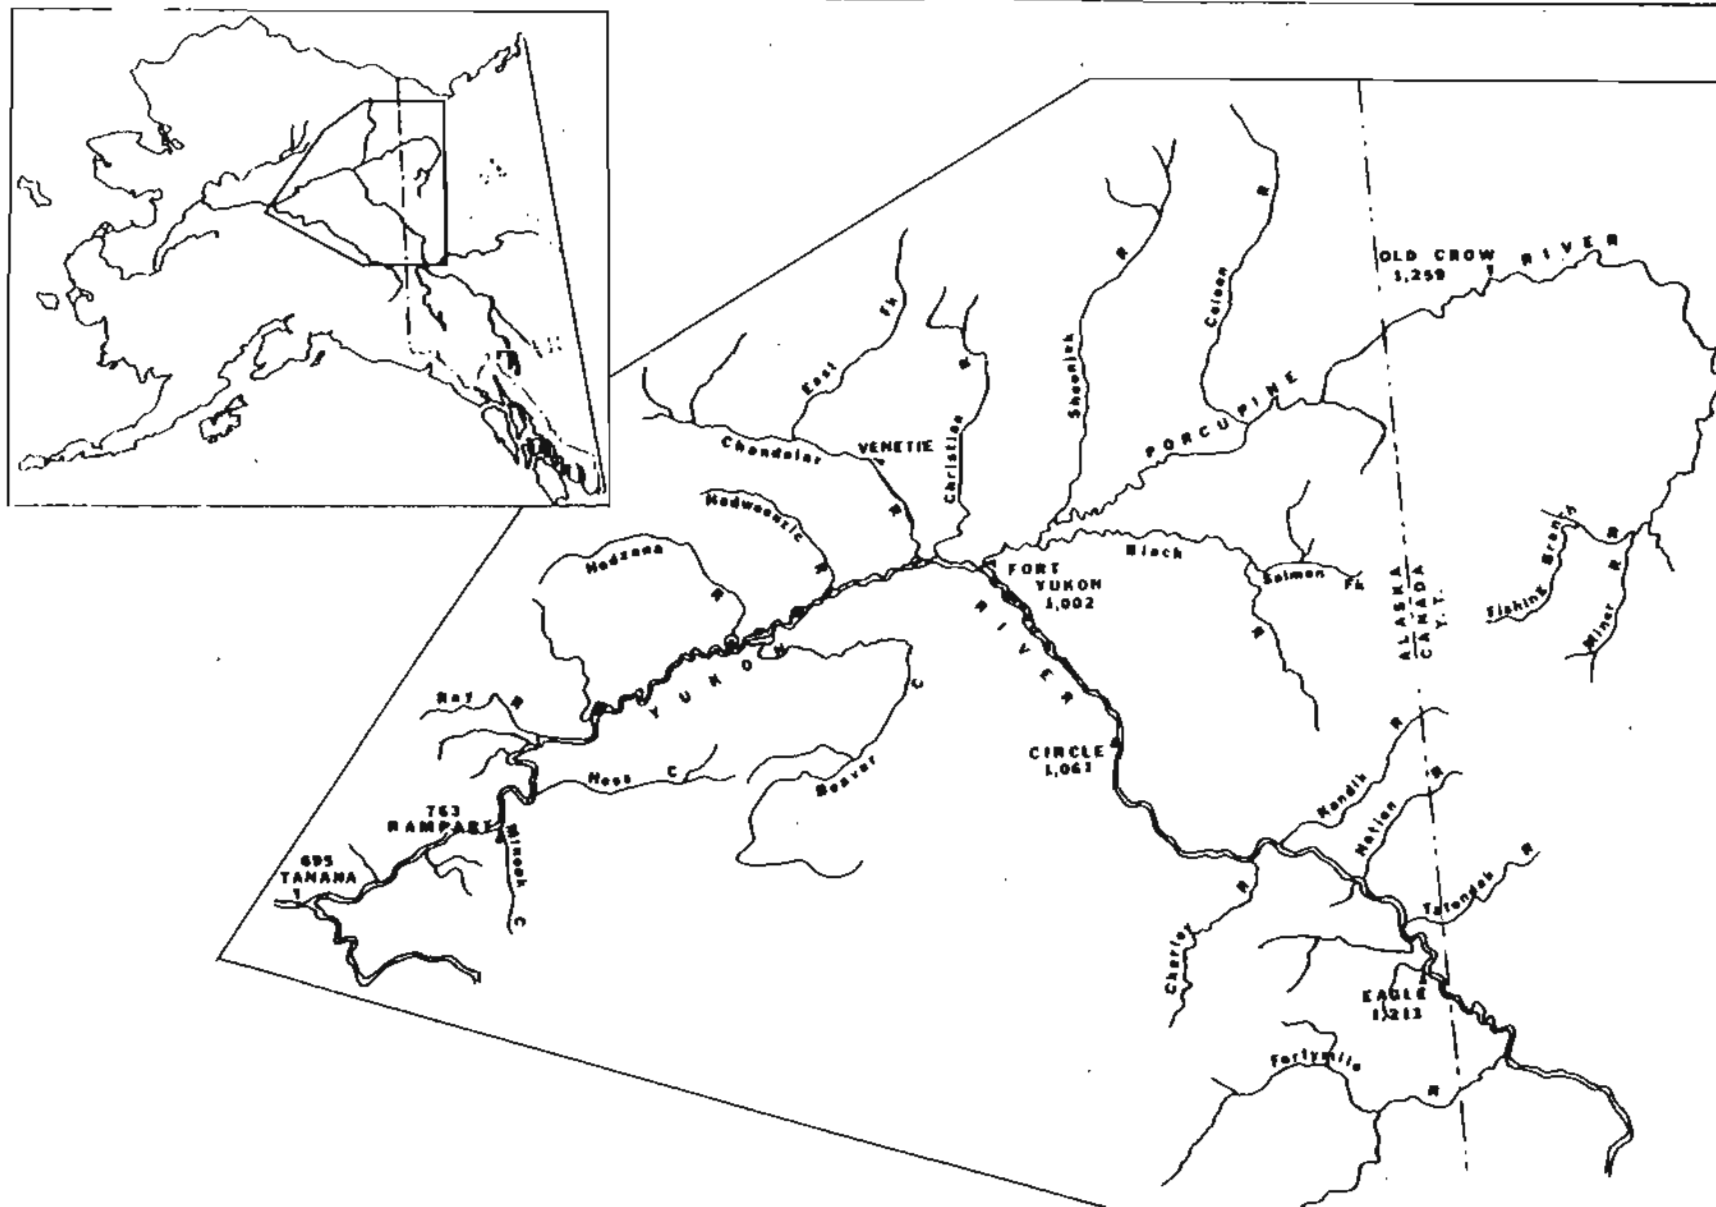 OLD CROW
1,259
RIVER
PORCUPINE
Coleen
R
Sheenjek
R
Christian
R
East Fk
Chandalar
R
VENETIE
Hadweenzic
R
Hodzana
R
Black
R
Salmon Fk
FORT
YUKON
1,002
YUKON
RIVER
Fishing Branch
R
Miner
R
ALASKA
CANADA
Y.T.
Ray
R
Hess C
Beaver
C
CIRCLE
1,061
Kandik
R
Nation
R
Tatonduk
R
Charley
R
763
RAMPART
Minook
C
695
TANANA
EAGLE
1,213
Fortymile
R